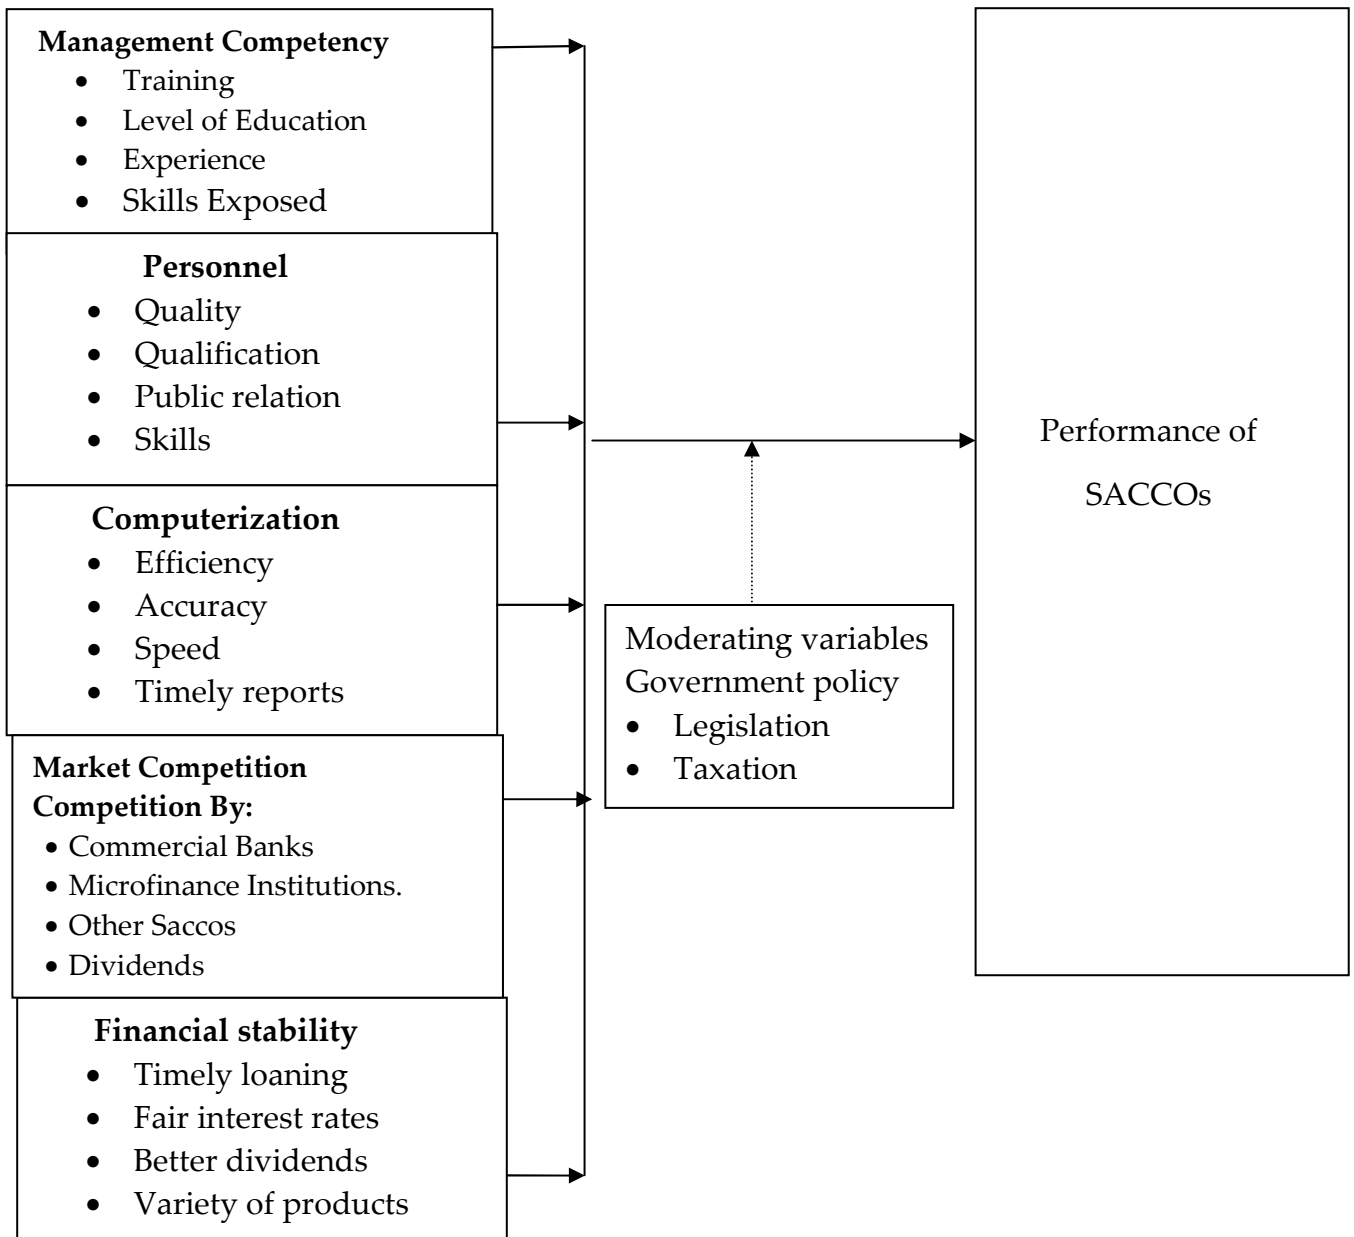 Management Competency
• Training
• Level of Education
• Experience
• Skills Exposed
Personnel
• Quality
• Qualification
• Public relation
• Skills
Computerization
• Efficiency
• Accuracy
• Speed
• Timely reports
Market Competition
Competition By:
• Commercial Banks
• Microfinance Institutions.
• Other Saccos
• Dividends
Financial stability
• Timely loaning
• Fair interest rates
• Better dividends
• Variety of products
Moderating variables
Government policy
• Legislation
• Taxation
Performance of
SACCOs